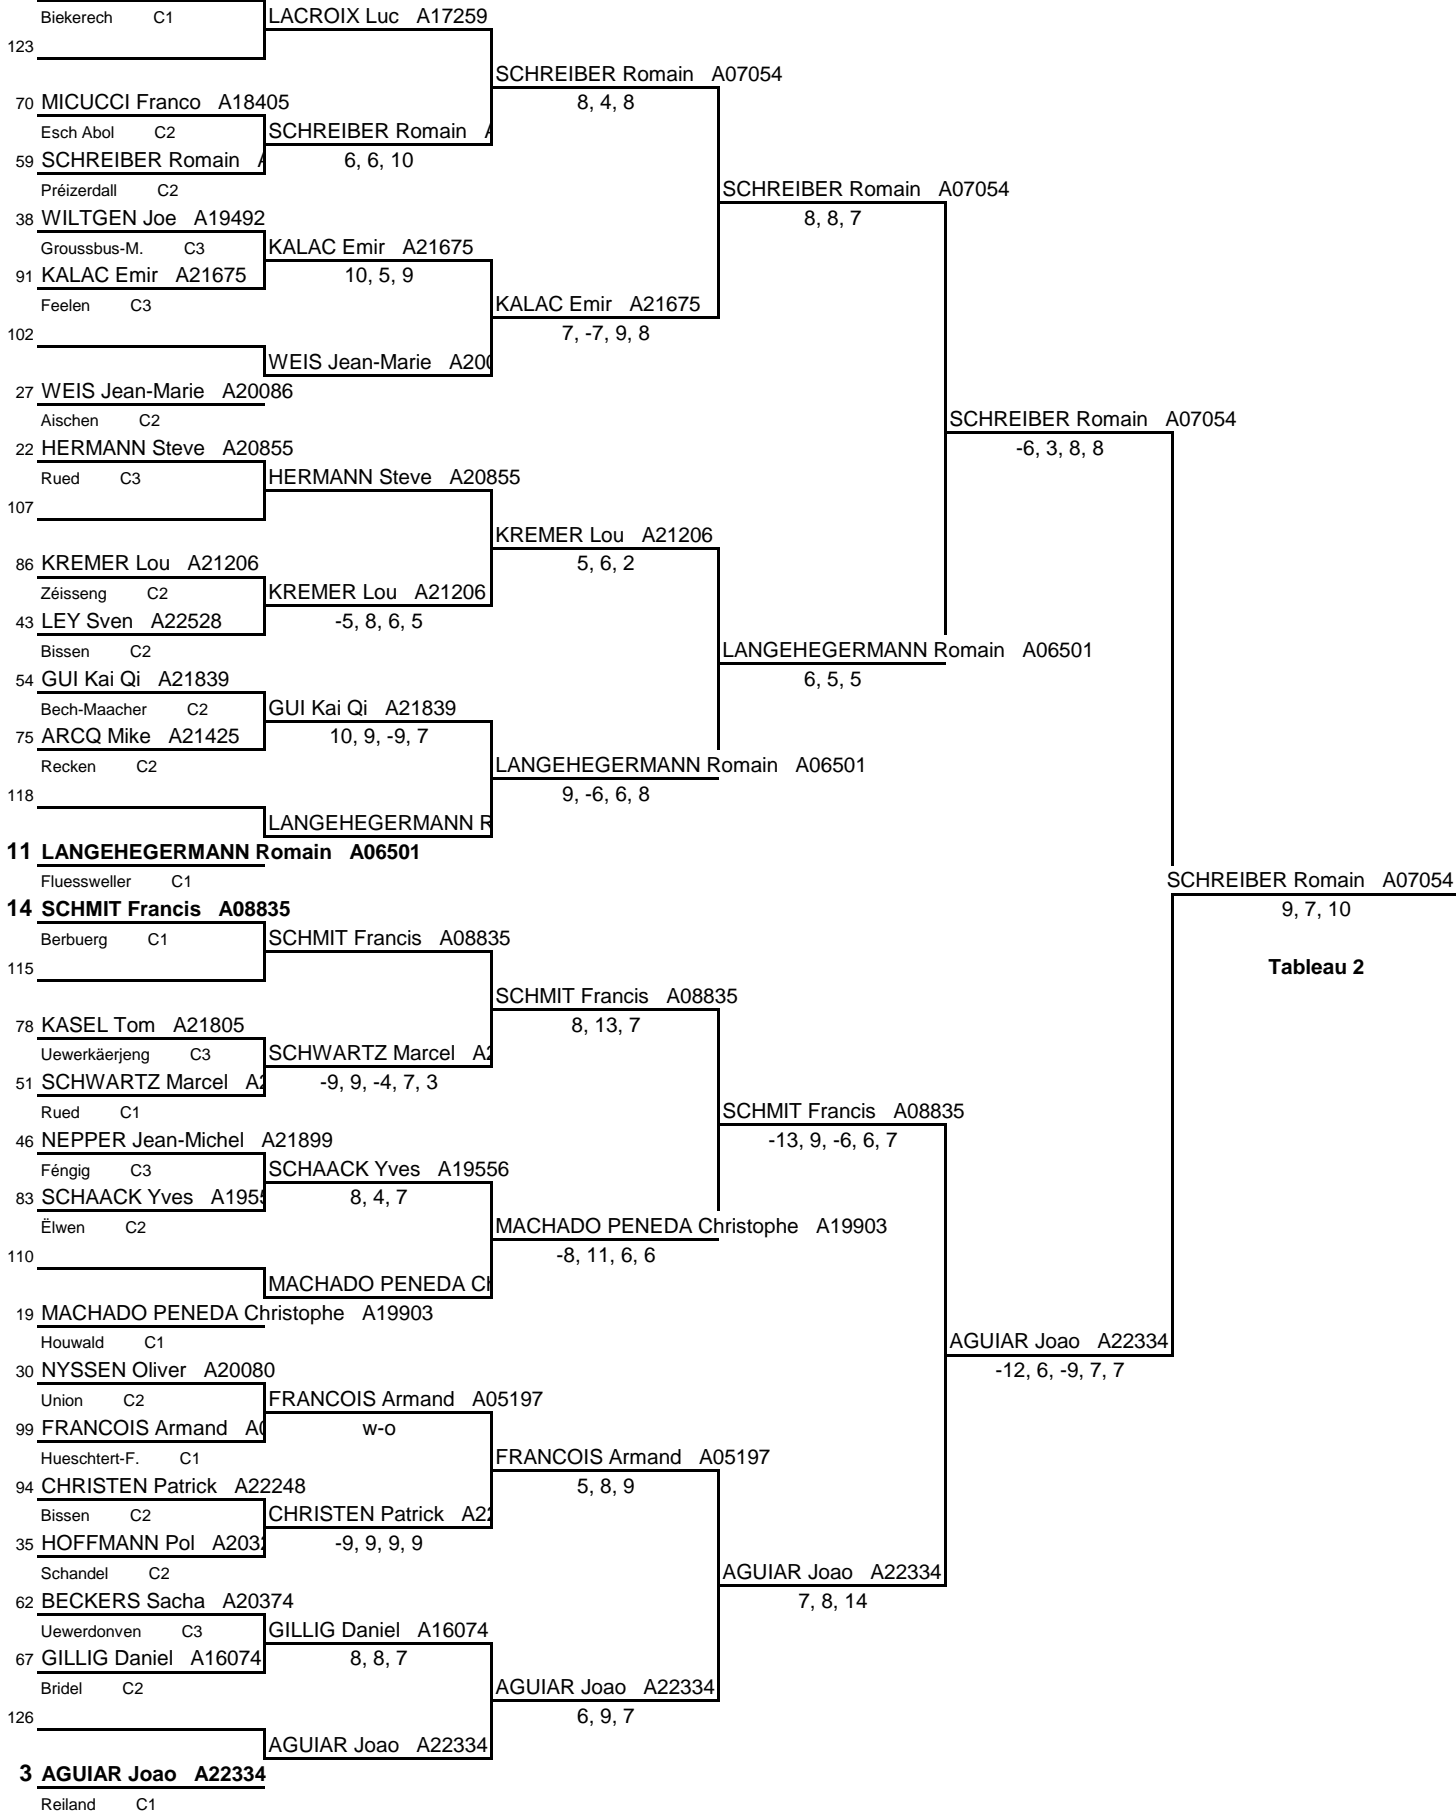 Biekerech C1 LACROIX Luc A17259
123
SCHREIBER Romain A07054
70 MICUCCI Franco A18405 8, 4, 8
Esch Abol C2 SCHREIBER Romain
59 SCHREIBER Romain 6, 6, 10
Préizerdall C2 SCHREIBER Romain A07054
38 WILTGEN Joe A19492 8, 8, 7
Groussbus-M. C3 KALAC Emir A21675
91 KALAC Emir A21675 10, 5, 9
Feelen C3 KALAC Emir A21675
102 7, -7, 9, 8
WEIS Jean-Marie A200
27 WEIS Jean-Marie A20086
Aischen C2 SCHREIBER Romain A07054
22 HERMANN Steve A20855 -6, 3, 8, 8
Rued C3 HERMANN Steve A20855
107
KREMER Lou A21206
86 KREMER Lou A21206 5, 6, 2
Zéisseng C2 KREMER Lou A21206
43 LEY Sven A22528 -5, 8, 6, 5
Bissen C2 LANGEHEGERMANN Romain A06501
54 GUI Kai Qi A21839 6, 5, 5
Bech-Maacher C2 GUI Kai Qi A21839
75 ARCQ Mike A21425 10, 9, -9, 7
Recken C2 LANGEHEGERMANN Romain A06501
118 9, -6, 6, 8
LANGEHEGERMANN R
11 LANGEHEGERMANN Romain A06501
Fluessweller C1 SCHREIBER Romain A07054
14 SCHMIT Francis A08835 9, 7, 10
Berbuerg C1 SCHMIT Francis A08835
115 Tableau 2
SCHMIT Francis A08835
78 KASEL Tom A21805 8, 13, 7
Uewerkäerjeng C3 SCHWARTZ Marcel A2
51 SCHWARTZ Marcel A2 -9, 9, -4, 7, 3
Rued C1 SCHMIT Francis A08835
46 NEPPER Jean-Michel A21899 -13, 9, -6, 6, 7
Féngig C3 SCHAACK Yves A19556
83 SCHAACK Yves A1955 8, 4, 7
Ëlwen C2 MACHADO PENEDA Christophe A19903
110 -8, 11, 6, 6
MACHADO PENEDA Ch
19 MACHADO PENEDA Christophe A19903
Houwald C1 AGUIAR Joao A22334
30 NYSSEN Oliver A20080 -12, 6, -9, 7, 7
Union C2 FRANCOIS Armand A05197
99 FRANCOIS Armand A0 w-o
Hueschtert-F. C1 FRANCOIS Armand A05197
94 CHRISTEN Patrick A22248 5, 8, 9
Bissen C2 CHRISTEN Patrick A22
35 HOFFMANN Pol A2032 -9, 9, 9, 9
Schandel C2 AGUIAR Joao A22334
62 BECKERS Sacha A20374 7, 8, 14
Uewerdonven C3 GILLIG Daniel A16074
67 GILLIG Daniel A16074 8, 8, 7
Bridel C2 AGUIAR Joao A22334
126 6, 9, 7
AGUIAR Joao A22334
3 AGUIAR Joao A22334
Reiland C1